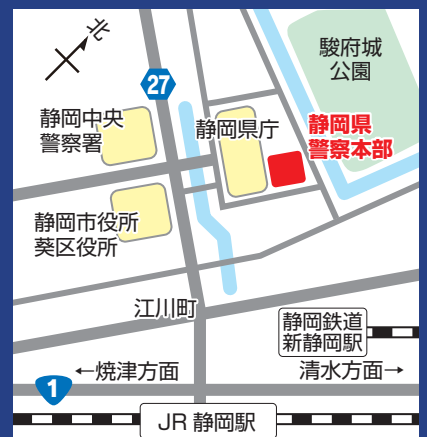 北
駿府城
公園
27
静岡中央
警察署
静岡県庁
静岡県
警察本部
静岡市役所
葵区役所
江川町
静岡鉄道
新静岡駅
1
←焼津方面
清水方面→
JR 静岡駅